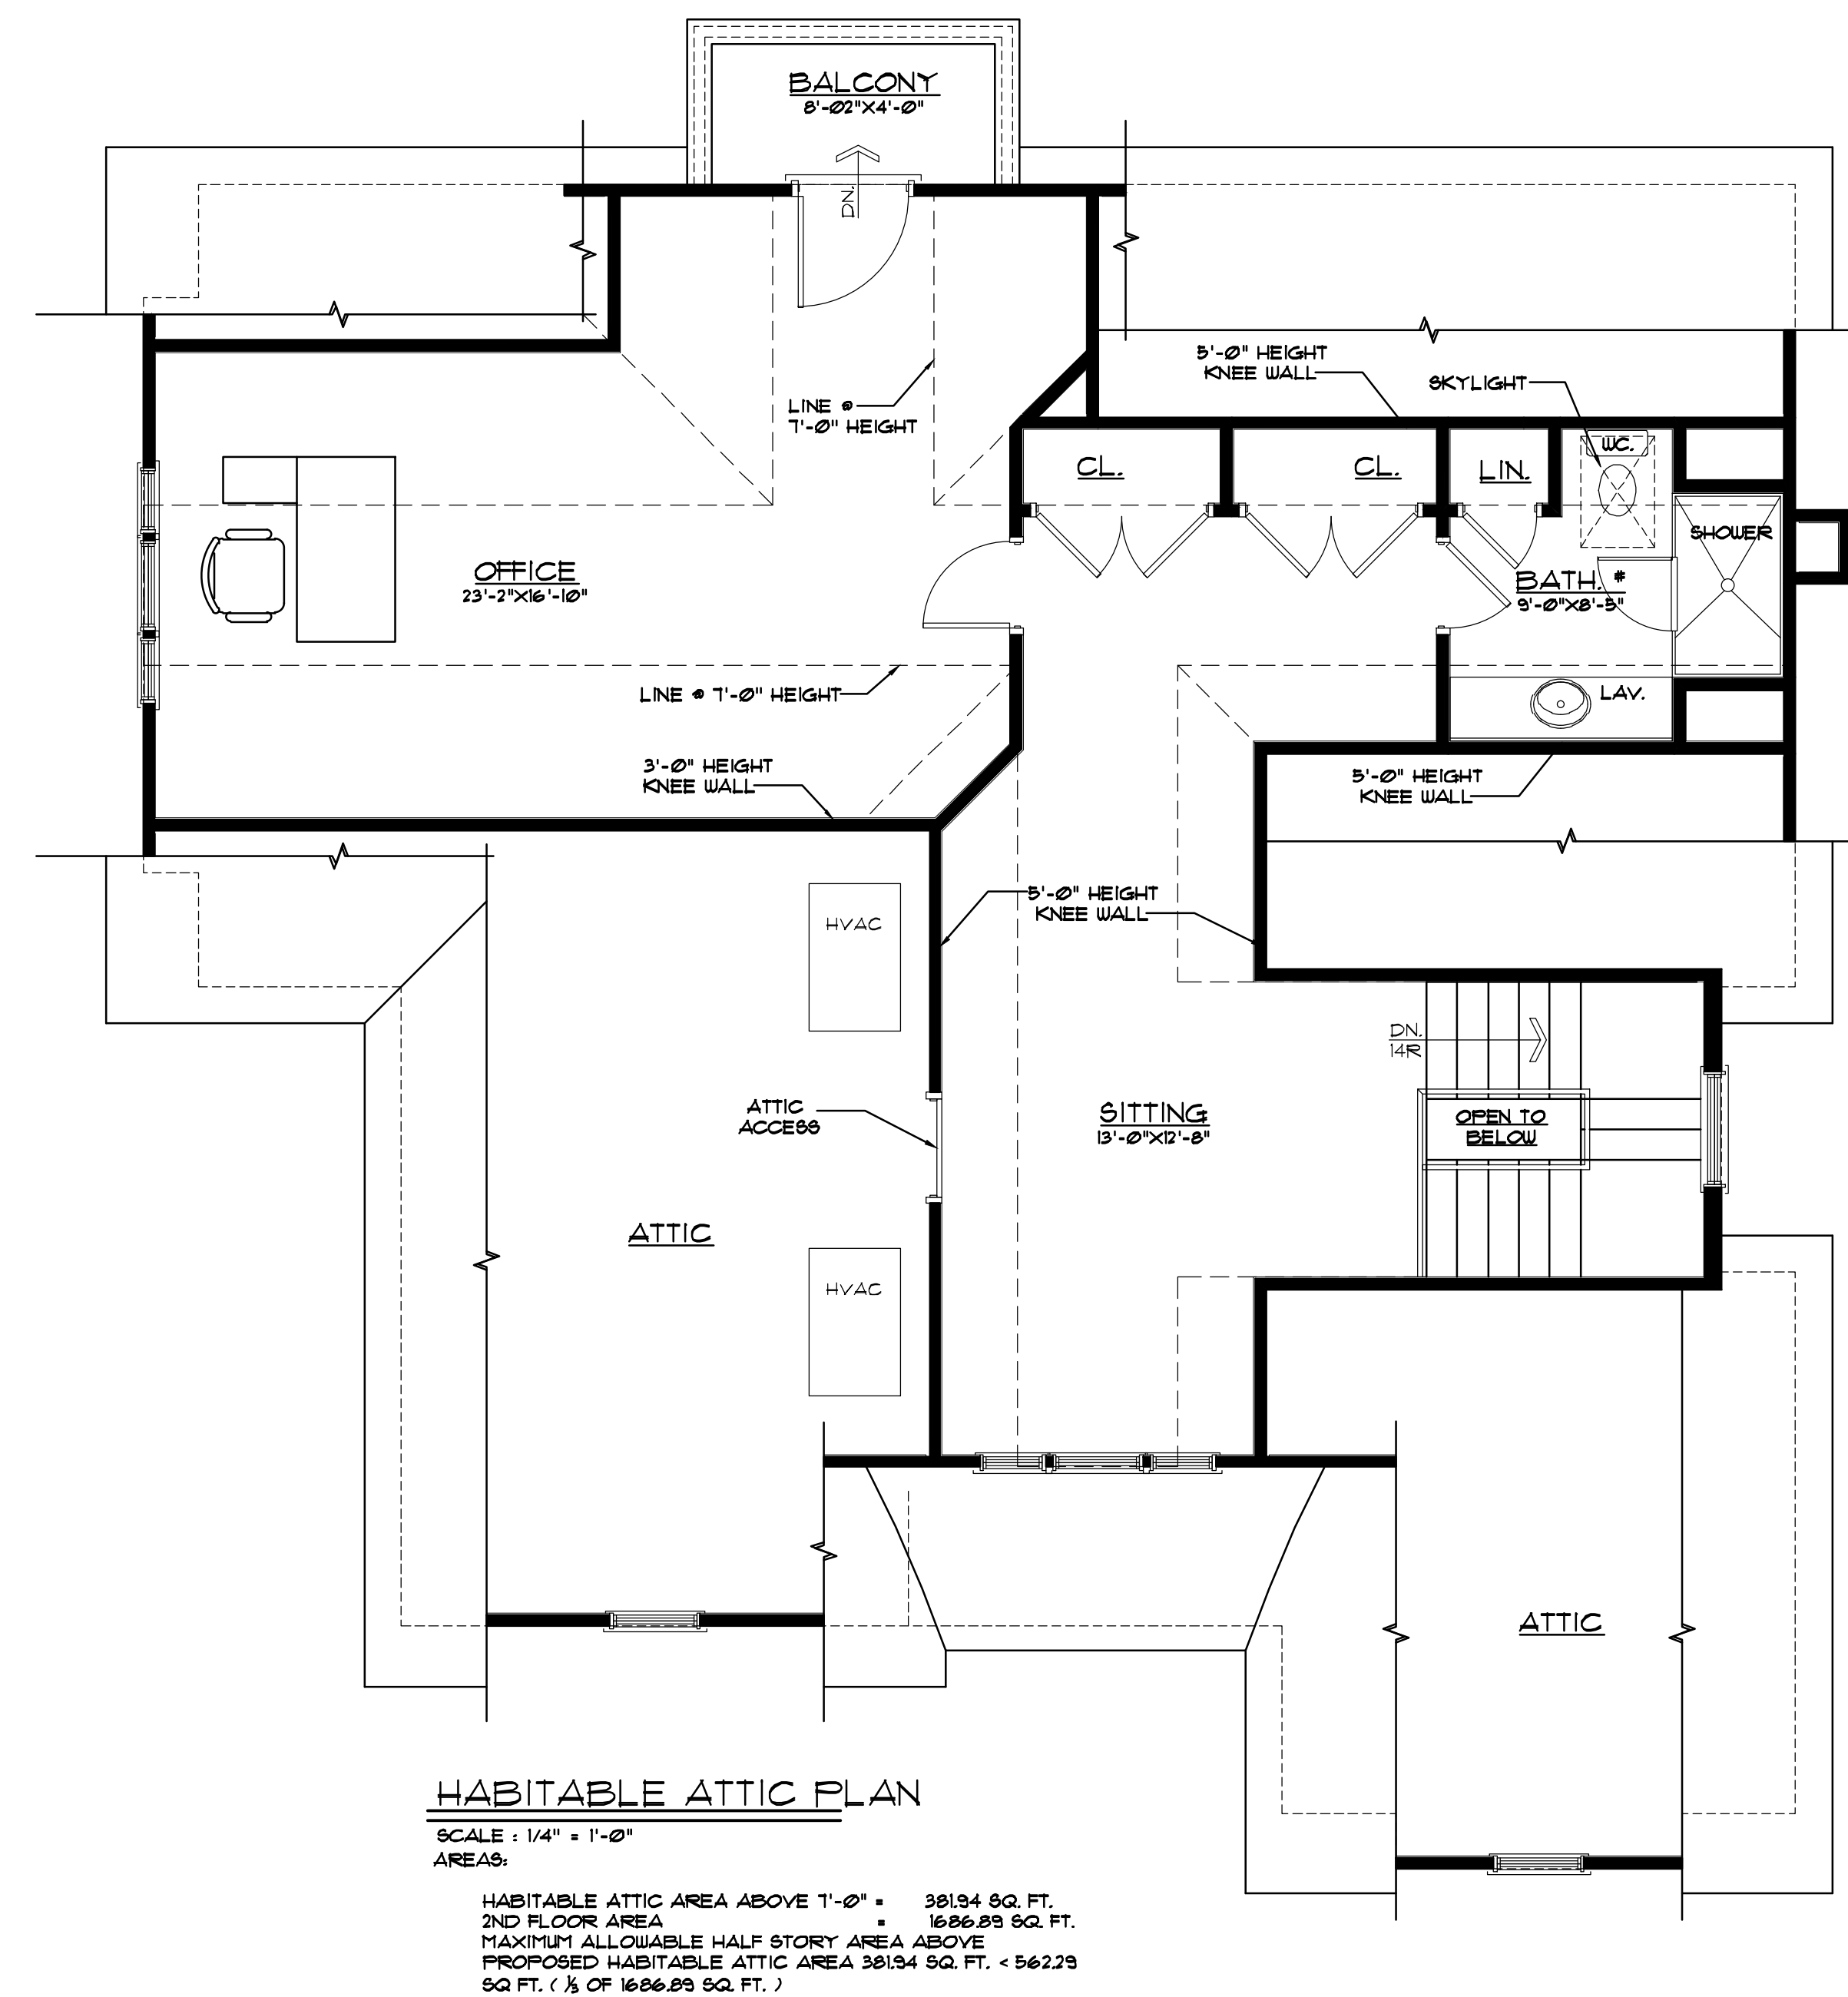 BALCONY
8'-02"X4'-0"
DN.
5'-0" HEIGHT
KNEE WALL
SKYLIGHT
LINE @
7'-0" HEIGHT
WC.
CL.
CL.
LIN.
SHOWER
OFFICE
23'-2"X16'-10"
BATH. #
9'-0"X8'-5"
LINE @ 7'-0" HEIGHT
LAV.
3'-0" HEIGHT
KNEE WALL
5'-0" HEIGHT
KNEE WALL
5'-0" HEIGHT
KNEE WALL
HVAC
DN.
14R
ATTIC
ACCESS
SITTING
13'-0"X12'-8"
OPEN TO
BELOW
ATTIC
HVAC
ATTIC
HABITABLE ATTIC PLAN
SCALE : 1/4" = 1'-0"
AREAS:
HABITABLE ATTIC AREA ABOVE 7'-0" = 381.94 SQ. FT.
2ND FLOOR AREA = 1686.89 SQ. FT.
MAXIMUM ALLOWABLE HALF STORY AREA ABOVE
PROPOSED HABITABLE ATTIC AREA 381.94 SQ. FT. < 562.29
SQ FT. ( ⅓ OF 1686.89 SQ. FT. )